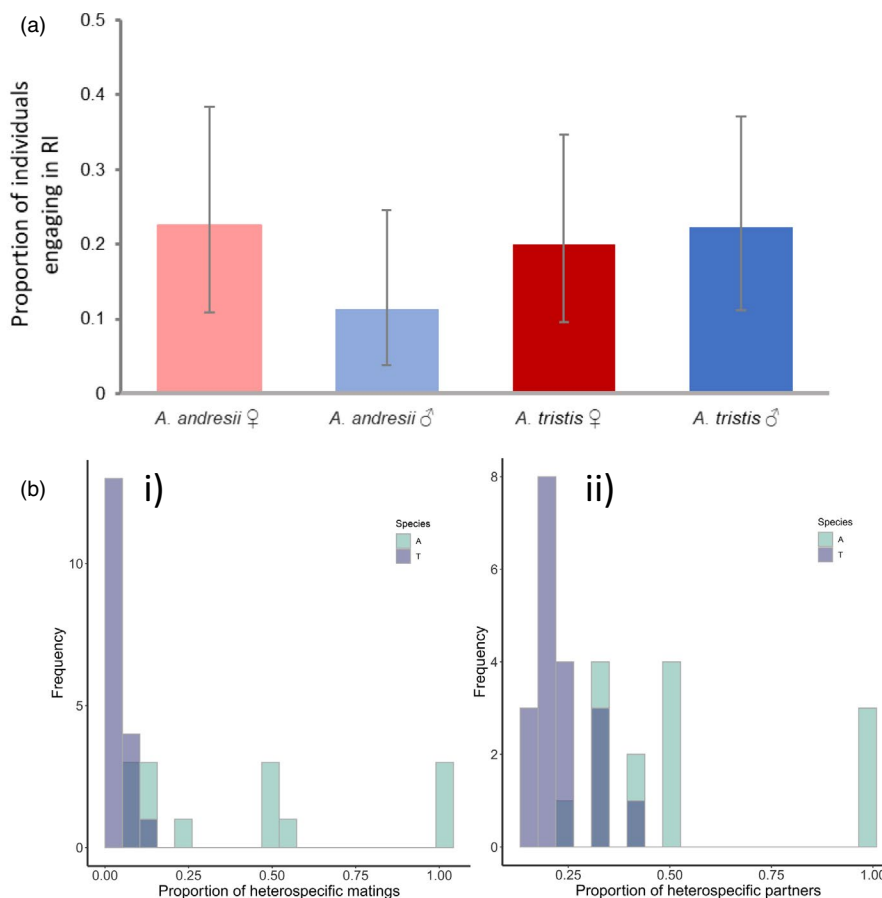 (a)
Proportion of individuals
engaging in RI
0.5
0.4
0.3
0.2
0.1
0
A. andresii ♀
A. andresii ♂
A. tristis ♀
A. tristis ♂
(b)
i)
Species
A
T
Frequency
10
5
0
0.00
0.25
0.50
0.75
1.00
Proportion of heterospecific matings
ii)
Species
A
T
Frequency
8
6
4
2
0
0.25
0.50
0.75
1.00
Proportion of heterospecific partners